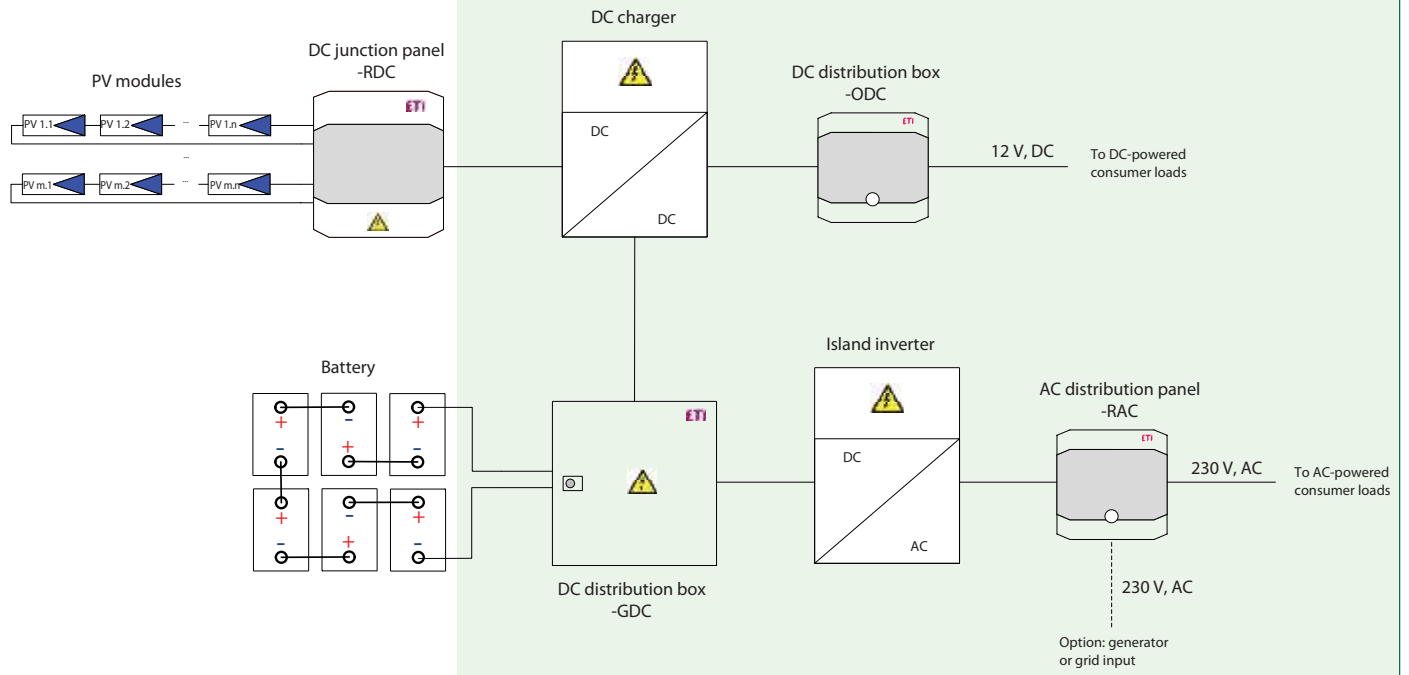 DC charger
DC junction panel
-RDC
PV modules
ETI
PV 1.1
PV 1.2
...
PV 1.n
...
PV m.1
PV m.2
...
PV m.n
DC
DC
DC distribution box
-ODC
ETI
12 V, DC
To DC-powered
consumer loads
Battery
+
-
-
+
+
-
+
-
-
+
+
-
ETI
DC distribution box
-GDC
Island inverter
DC
AC
AC distribution panel
-RAC
ETI
230 V, AC
To AC-powered
consumer loads
230 V, AC
Option: generator
or grid input